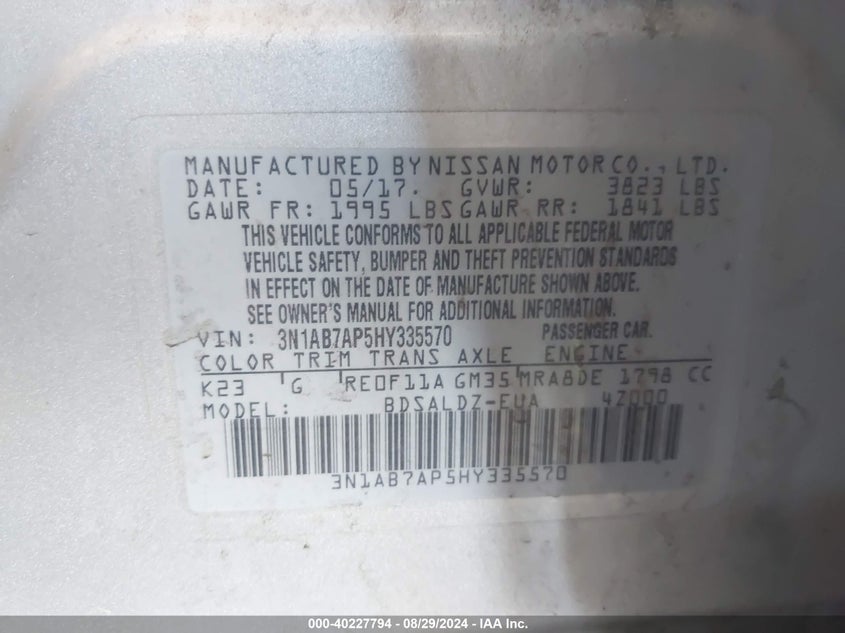 MANUFACTURED BY NISSAN MOTOR CO., LTD.
DATE: 05/17. GVWR: 3823 LBS
GAWR FR: 1995 LBS GAWR RR: 1841 LBS
THIS VEHICLE CONFORMS TO ALL APPLICABLE FEDERAL MOTOR
VEHICLE SAFETY, BUMPER AND THEFT PREVENTION STANDARDS
IN EFFECT ON THE DATE OF MANUFACTURE SHOWN ABOVE.
SEE OWNER'S MANUAL FOR ADDITIONAL INFORMATION.
VIN: 3N1AB7AP5HY335570 PASSENGER CAR.
COLOR TRIM TRANS AXLE ENGINE
K23 G RE0F11A GM35 MRA8DE 1798 CC
MODEL: BDSALDZ-EUA 4Z000
3N1AB7AP5HY335570
000-40227794 - 08/29/2024 - IAA Inc.